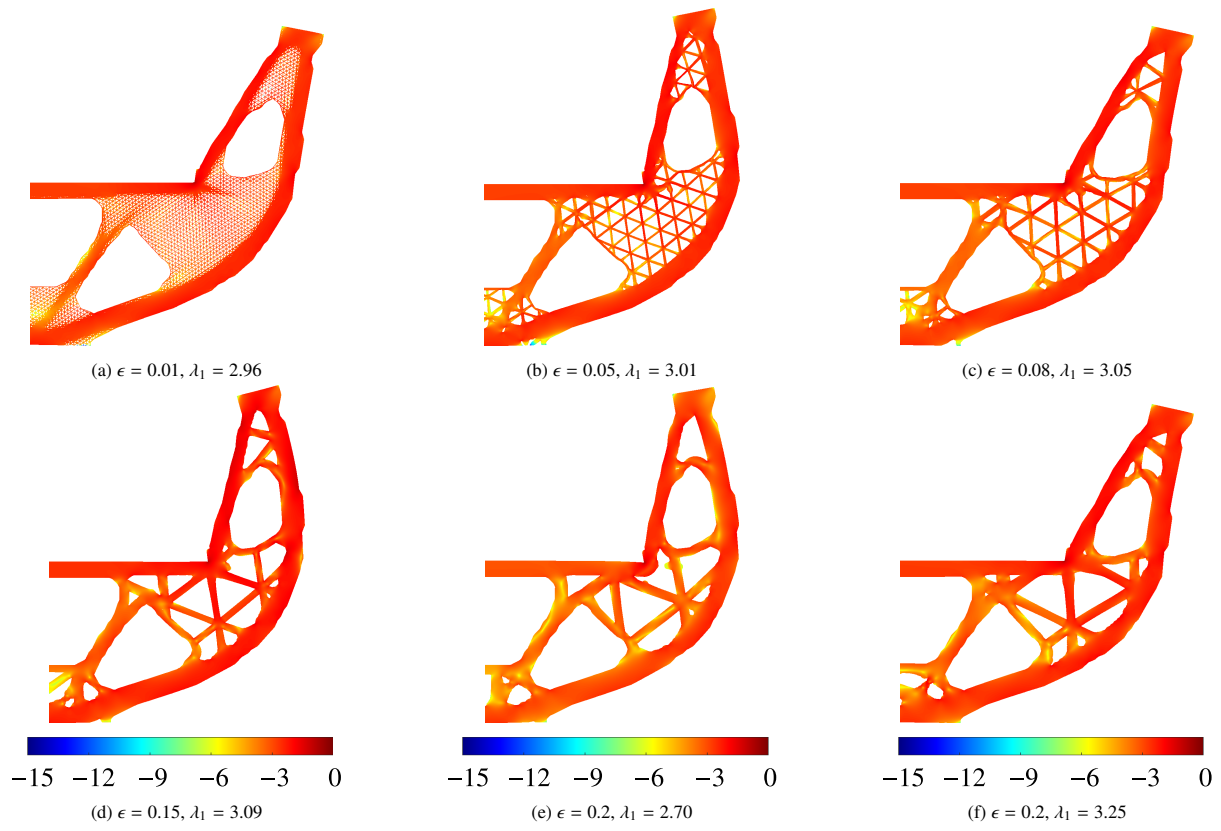 (a) ϵ = 0.01, λ₁ = 2.96
(b) ϵ = 0.05, λ₁ = 3.01
(c) ϵ = 0.08, λ₁ = 3.05
−15 −12 −9 −6 −3 0
−15 −12 −9 −6 −3 0
−15 −12 −9 −6 −3 0
(d) ϵ = 0.15, λ₁ = 3.09
(e) ϵ = 0.2, λ₁ = 2.70
(f) ϵ = 0.2, λ₁ = 3.25